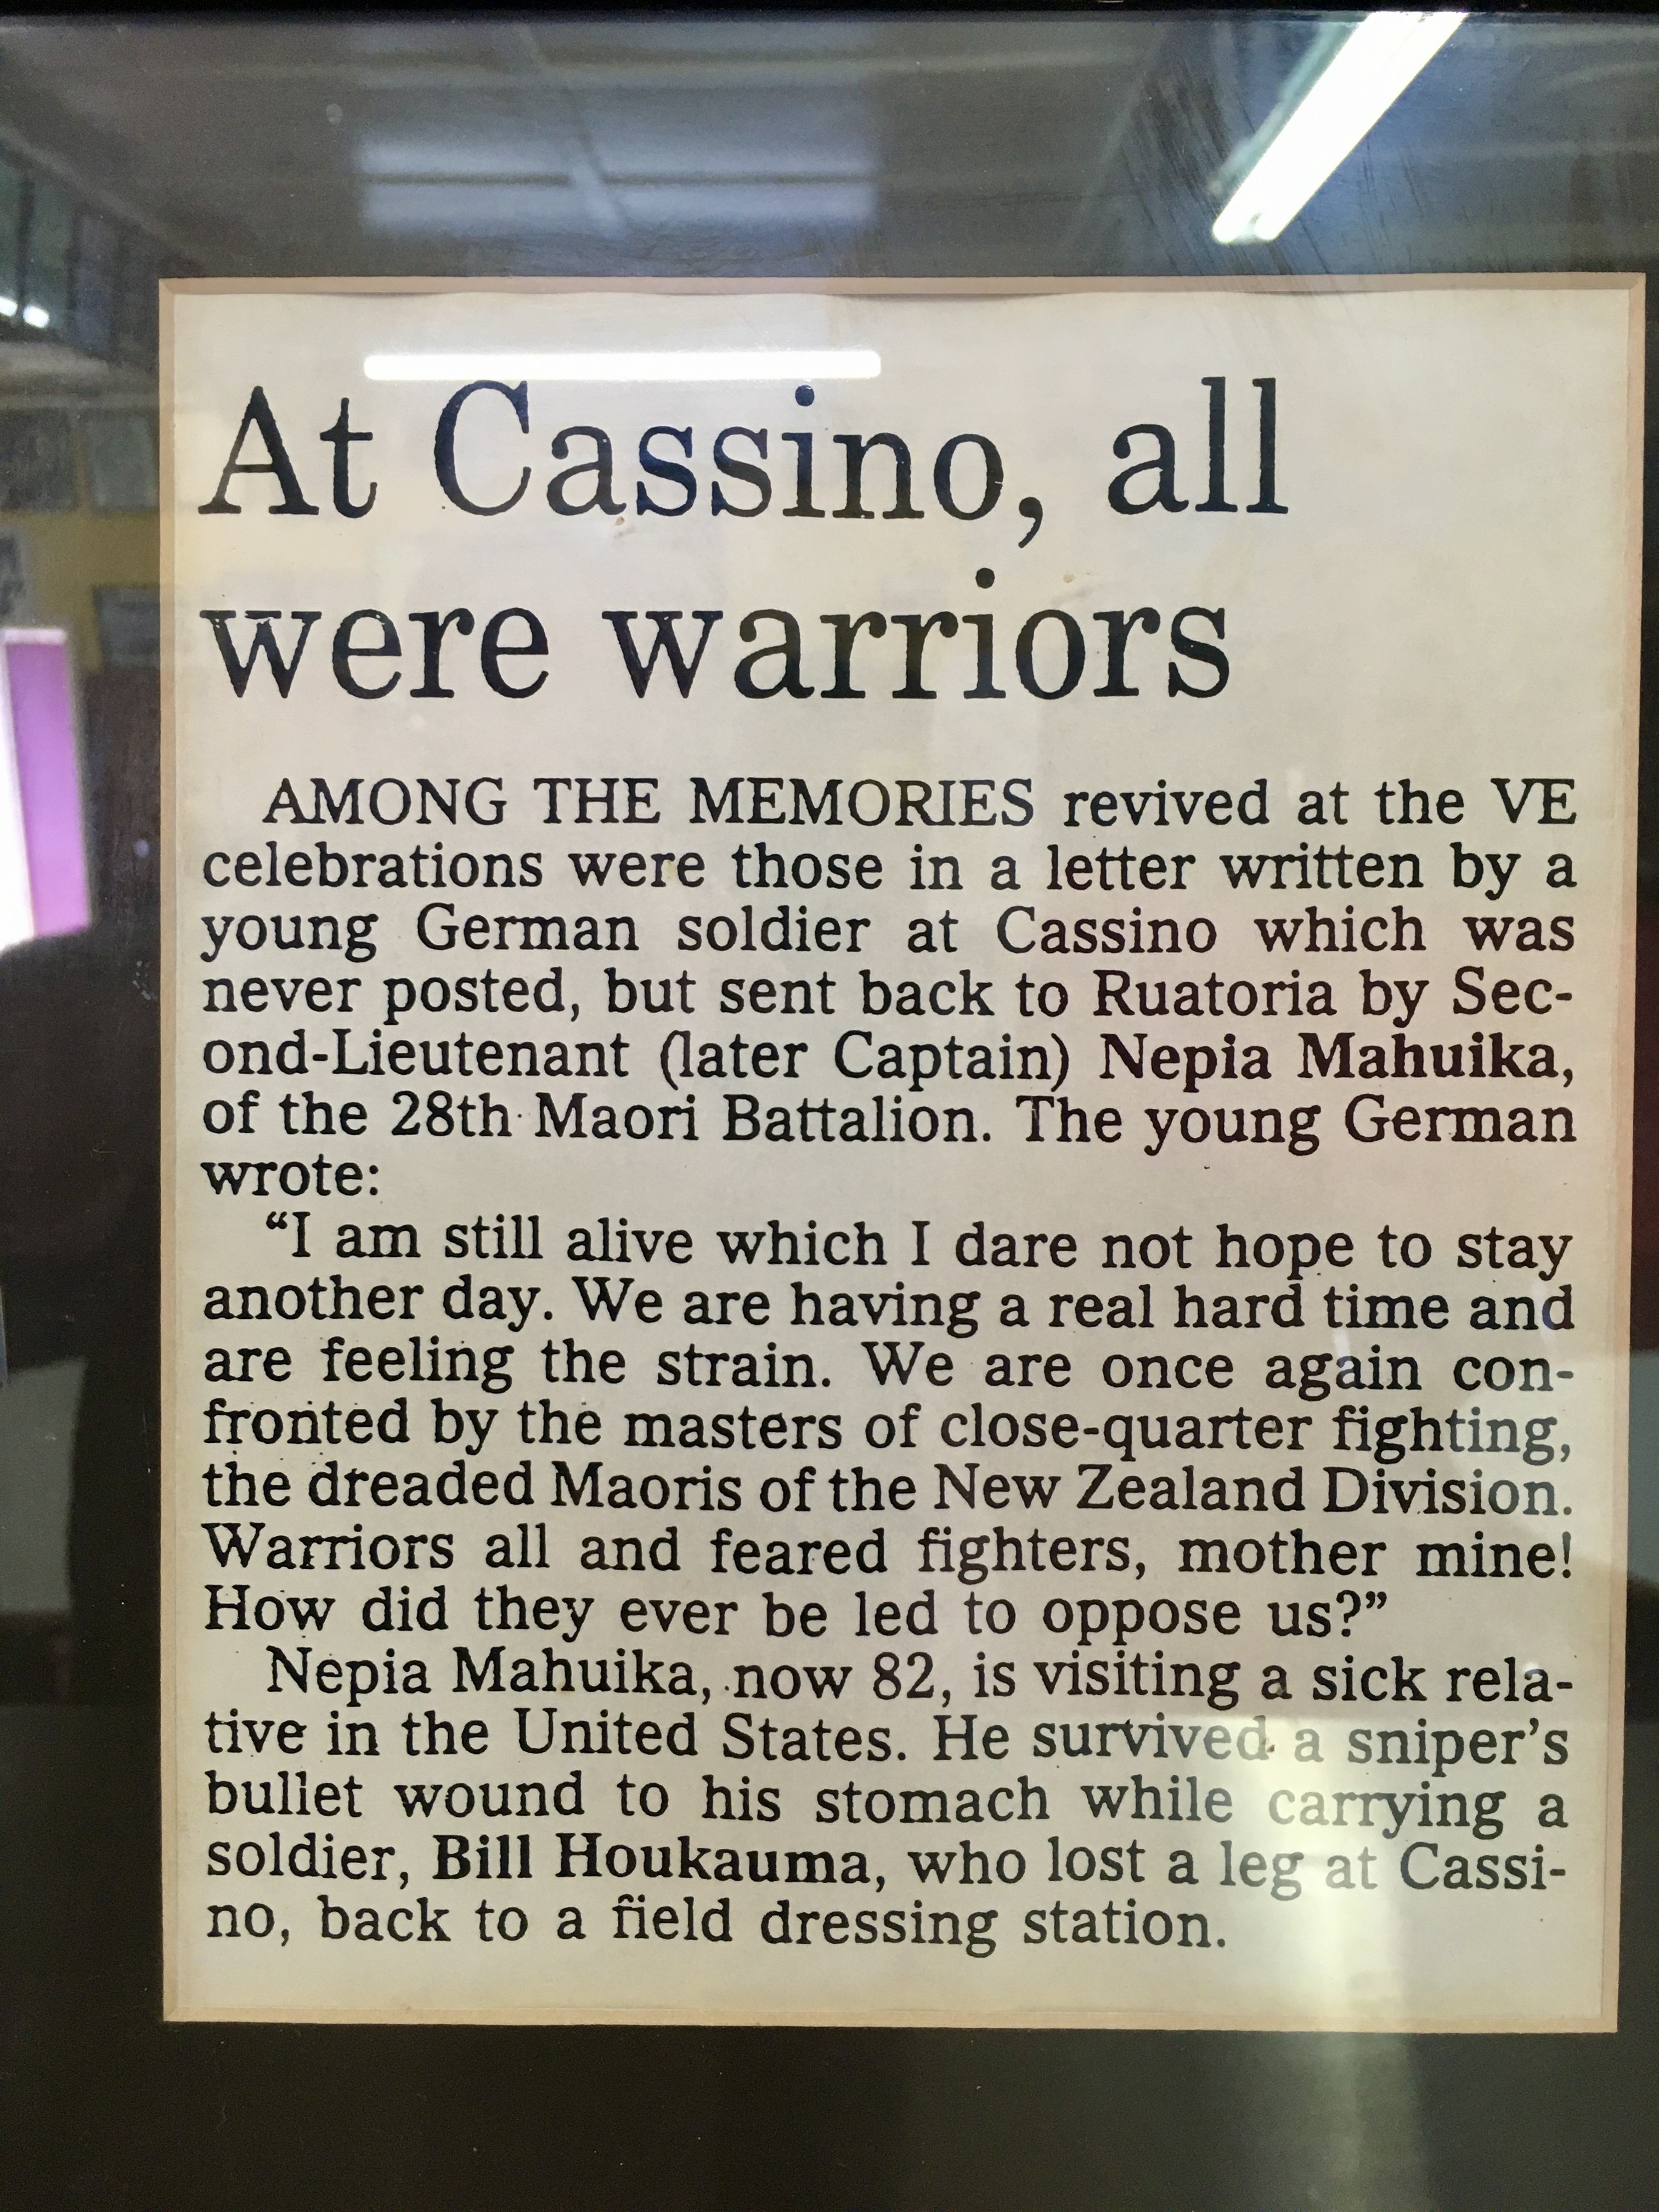 At Cassino, all
were warriors
AMONG THE MEMORIES revived at the VE
celebrations were those in a letter written by a
young German soldier at Cassino which was
never posted, but sent back to Ruatoria by Sec-
ond-Lieutenant (later Captain) Nepia Mahuika,
of the 28th Maori Battalion. The young German
wrote:
“I am still alive which I dare not hope to stay
another day. We are having a real hard time and
are feeling the strain. We are once again con-
fronted by the masters of close-quarter fighting,
the dreaded Maoris of the New Zealand Division.
Warriors all and feared fighters, mother mine!
How did they ever be led to oppose us?”
Nepia Mahuika, now 82, is visiting a sick rela-
tive in the United States. He survived a sniper’s
bullet wound to his stomach while carrying a
soldier, Bill Houkauma, who lost a leg at Cassi-
no, back to a field dressing station.